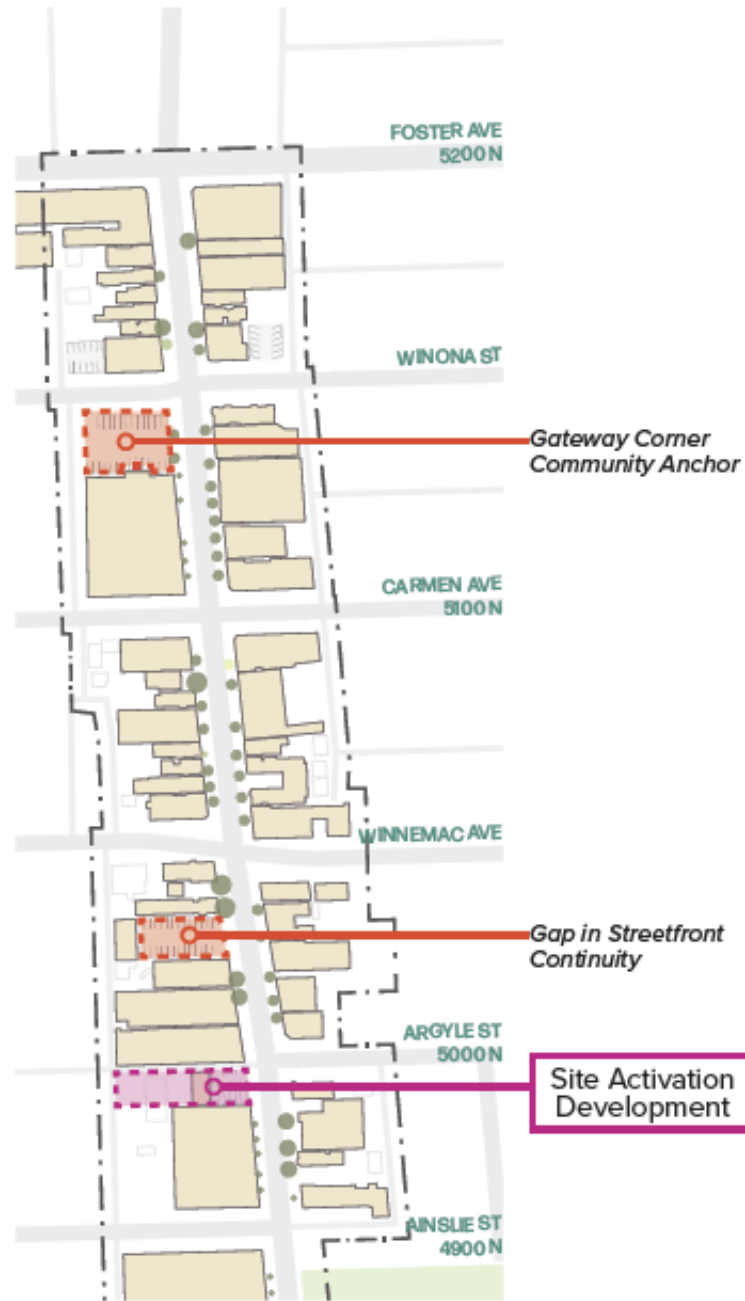 FOSTER AVE
5200 N
WINONA ST
Gateway Corner
Community Anchor
CARMEN AVE
5100 N
WINNEMAC AVE
Gap in Streetfront
Continuity
ARGYLE ST
5000 N
Site Activation
Development
AINSLIE ST
4900 N